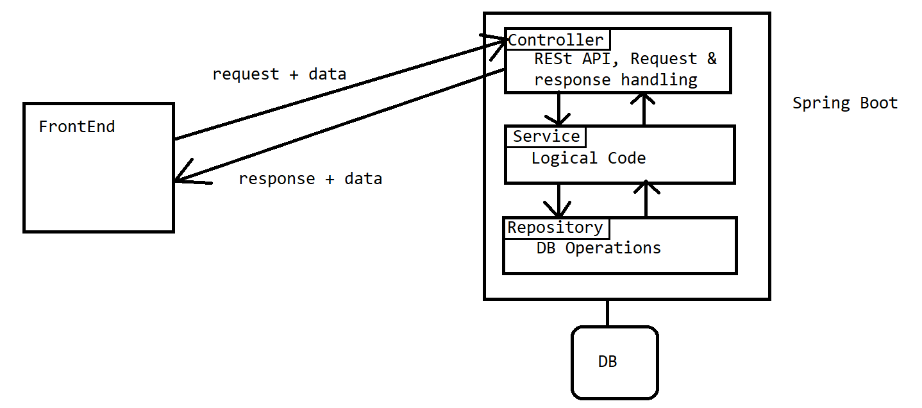 FrontEnd
request + data
response + data
Controller
RESt API, Request &
response handling
Service
Logical Code
Repository
DB Operations
Spring Boot
DB